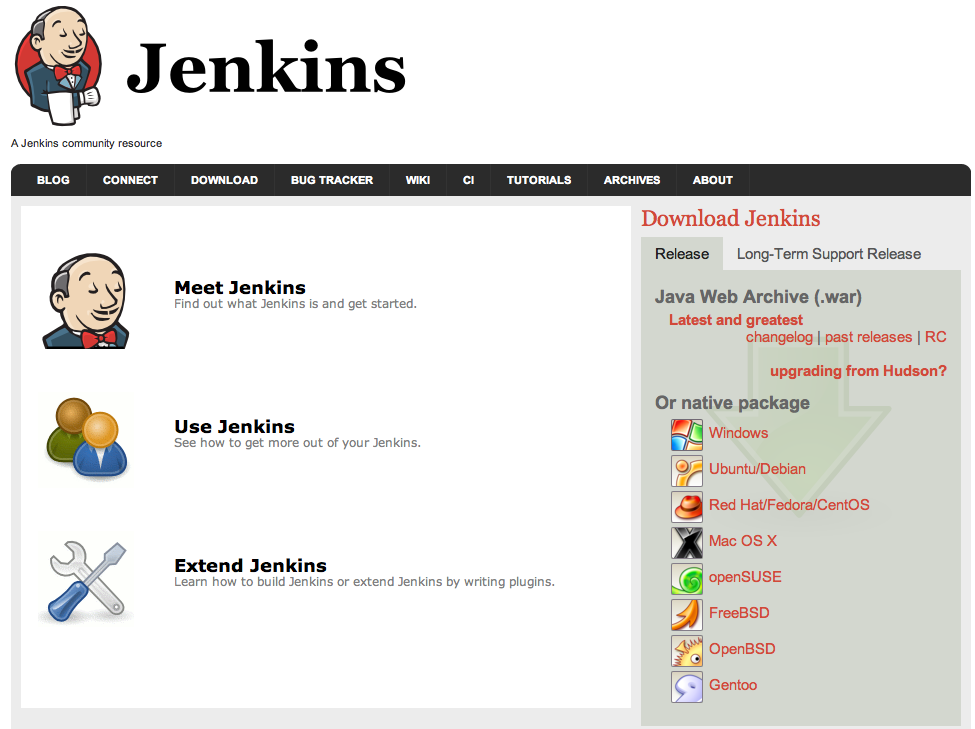 Jenkins
A Jenkins community resource
BLOG CONNECT DOWNLOAD BUG TRACKER WIKI CI TUTORIALS ARCHIVES ABOUT
Meet Jenkins
Find out what Jenkins is and get started.
Use Jenkins
See how to get more out of your Jenkins.
Extend Jenkins
Learn how to build Jenkins or extend Jenkins by writing plugins.
Download Jenkins
Release Long-Term Support Release
Java Web Archive (.war)
Latest and greatest
changelog | past releases | RC
upgrading from Hudson?
Or native package
Windows
Ubuntu/Debian
Red Hat/Fedora/CentOS
Mac OS X
openSUSE
FreeBSD
OpenBSD
Gentoo